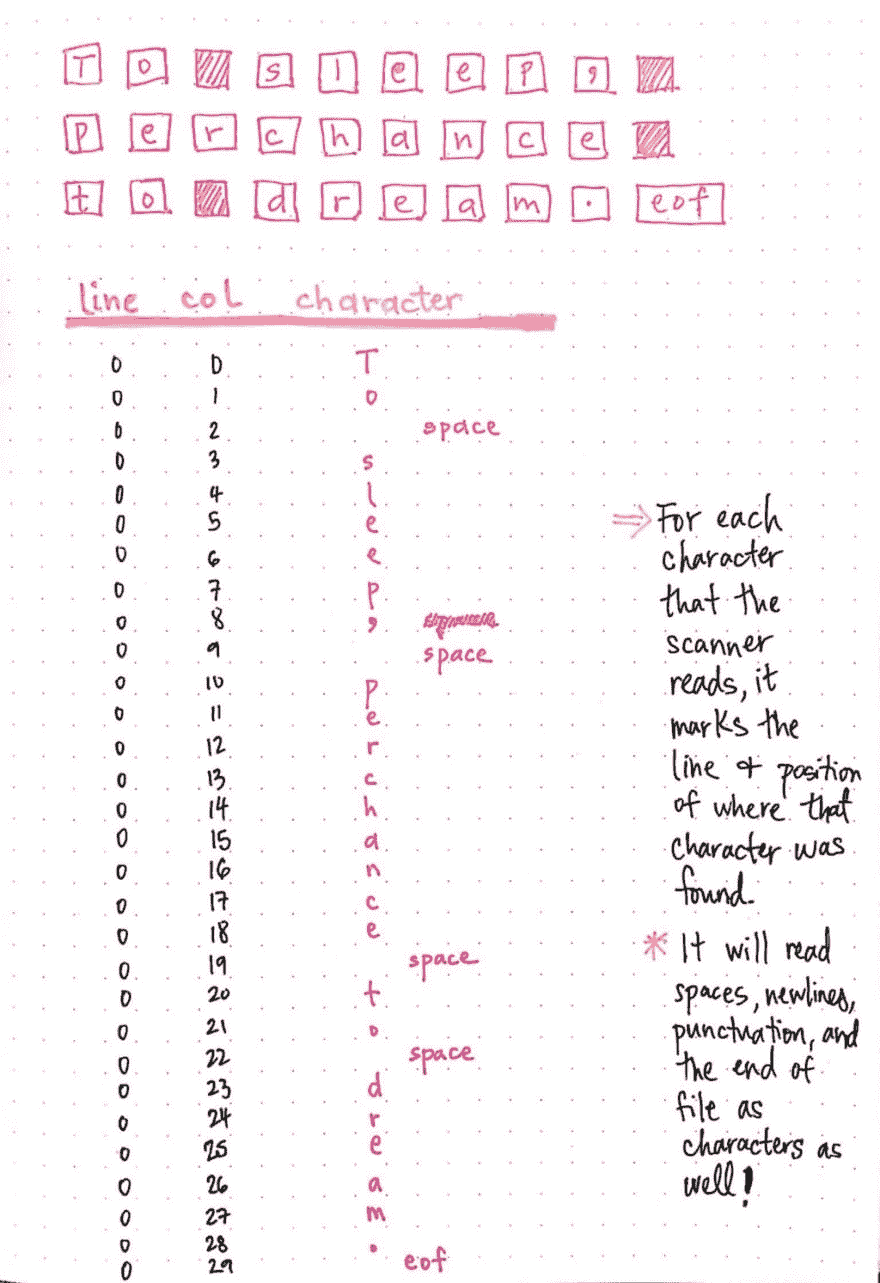 To sleep,
perchance
to dream. eof
line col character
0 0 T
0 1 o
0 2 space
0 3 s
0 4 l
0 5 e
0 6 e
0 7 p
0 8 ,
0 9 space
0 10 p
0 11 e
0 12 r
0 13 c
0 14 h
0 15 a
0 16 n
0 17 c
0 18 e
0 19 space
0 20 t
0 21 o
0 22 space
0 23 d
0 24 r
0 25 e
0 26 a
0 27 m
0 28 .
0 29 eof
⇒ For each
character
that the
scanner
reads, it
marks the
line & position
of where that
character was
found.
* It will read
spaces, newlines,
punctuation, and
the end of
file as
characters as
well!